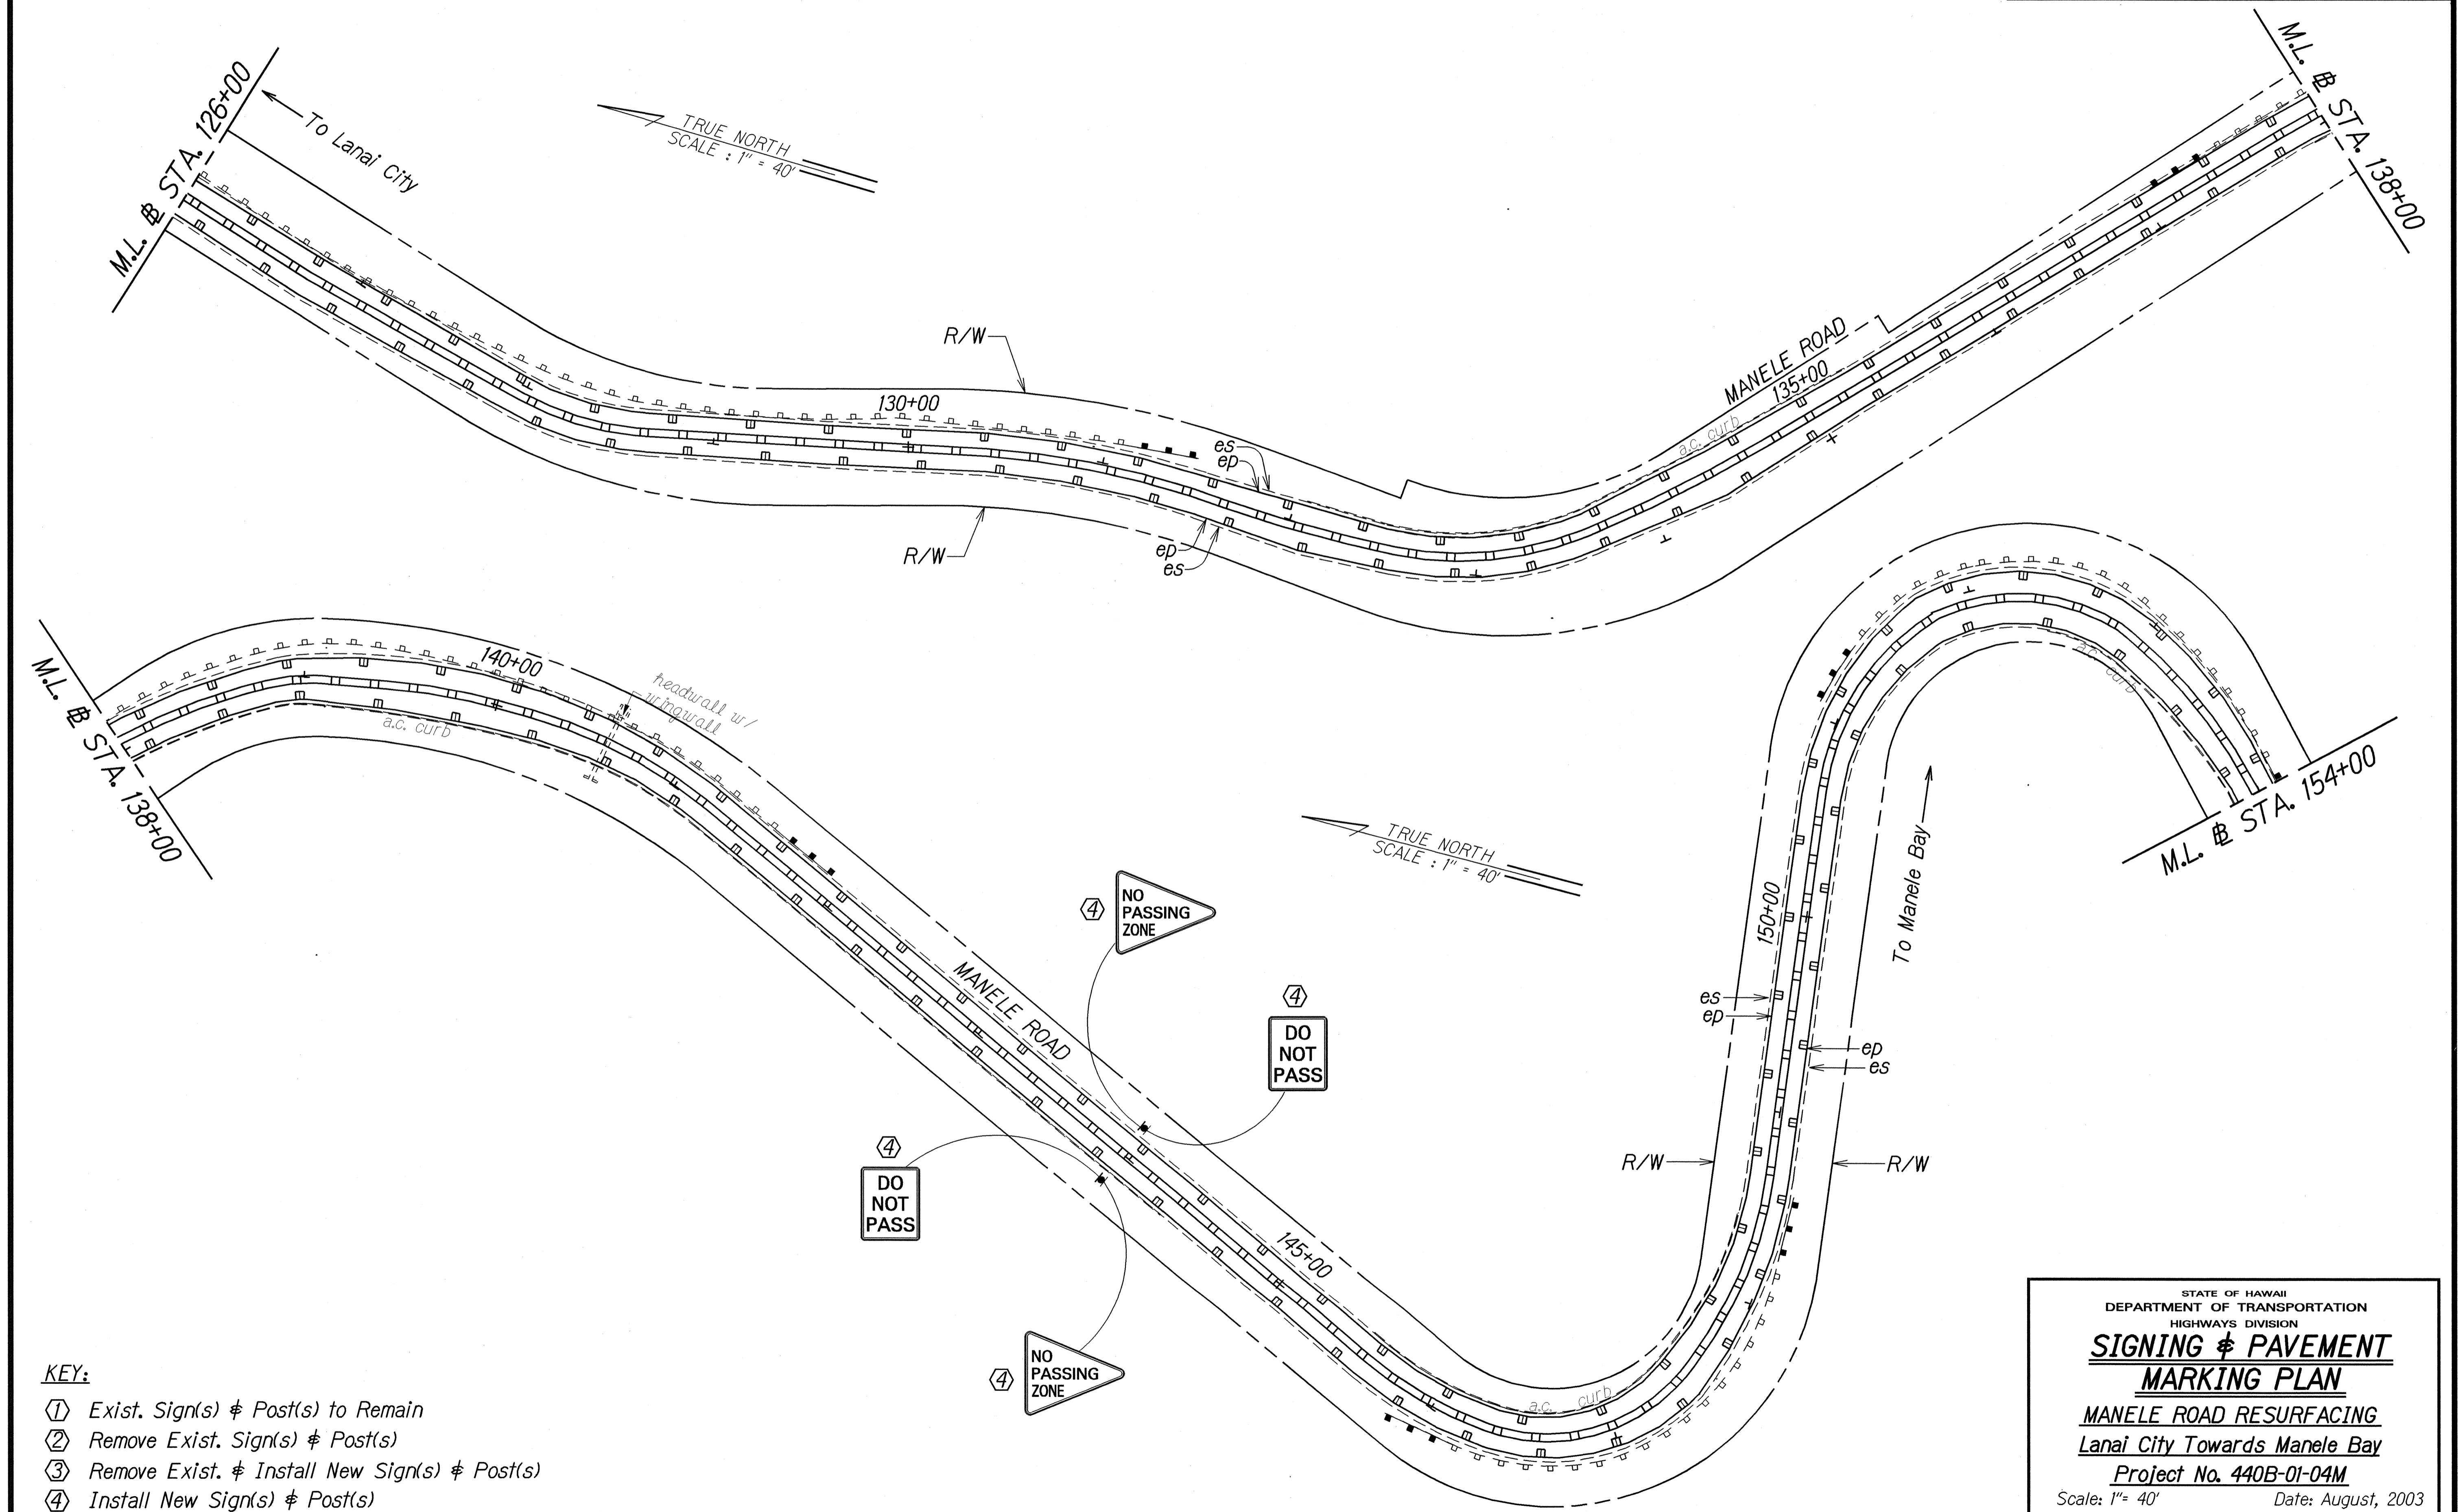 M.L. ℄ STA. 126+00
To Lanai City
TRUE NORTH
SCALE : 1" = 40'
M.L. ℄ STA. 138+00
R/W
130+00
es
ep
R/W
ep
es
MANELE ROAD
135+00
a.c. curb
M.L. ℄ STA. 138+00
140+00
a.c. curb
headwall w/
wingwall
MANELE ROAD
TRUE NORTH
SCALE : 1" = 40'
4
NO
PASSING
ZONE
4
DO
NOT
PASS
4
DO
NOT
PASS
4
NO
PASSING
ZONE
145+00
a.c. curb
150+00
es
ep
ep
es
R/W
R/W
To Manele Bay
a.c. curb
M.L. ℄ STA. 154+00
KEY:
1 Exist. Sign(s) & Post(s) to Remain
2 Remove Exist. Sign(s) & Post(s)
3 Remove Exist. & Install New Sign(s) & Post(s)
4 Install New Sign(s) & Post(s)
STATE OF HAWAII
DEPARTMENT OF TRANSPORTATION
HIGHWAYS DIVISION
SIGNING & PAVEMENT
MARKING PLAN
MANELE ROAD RESURFACING
Lanai City Towards Manele Bay
Project No. 440B-01-04M
Scale: 1"= 40' Date: August, 2003